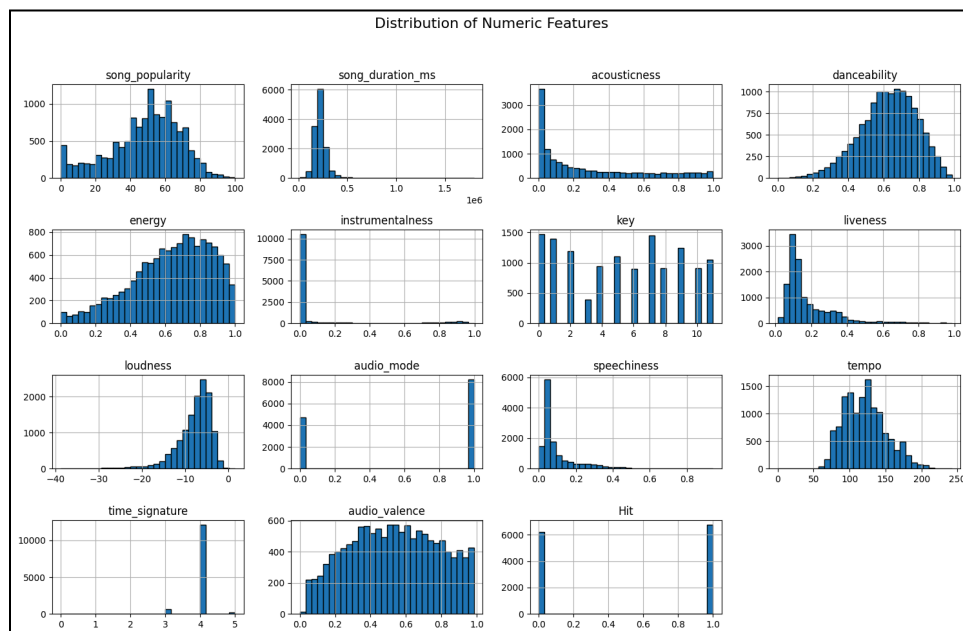 Distribution of Numeric Features
song_popularity
1000
500
0
0 20 40 60 80 100
song_duration_ms
6000
4000
2000
0
0.0 0.5 1.0 1.5
1e6
acousticness
3000
2000
1000
0
0.0 0.2 0.4 0.6 0.8 1.0
danceability
1000
750
500
250
0
0.0 0.2 0.4 0.6 0.8 1.0
energy
800
600
400
200
0
0.0 0.2 0.4 0.6 0.8 1.0
instrumentalness
10000
8000
6000
4000
2000
0
0.0 0.2 0.4 0.6 0.8 1.0
key
1500
1000
500
0
0 2 4 6 8 10
liveness
3000
2000
1000
0
0.0 0.2 0.4 0.6 0.8 1.0
loudness
2000
1000
0
−40 −30 −20 −10 0
audio_mode
8000
6000
4000
2000
0
0.0 0.2 0.4 0.6 0.8 1.0
speechiness
6000
4000
2000
0
0.0 0.2 0.4 0.6 0.8
tempo
1500
1000
500
0
0 50 100 150 200 250
time_signature
10000
5000
0
0 1 2 3 4 5
audio_valence
600
400
200
0
0.0 0.2 0.4 0.6 0.8 1.0
Hit
6000
4000
2000
0
0.0 0.2 0.4 0.6 0.8 1.0